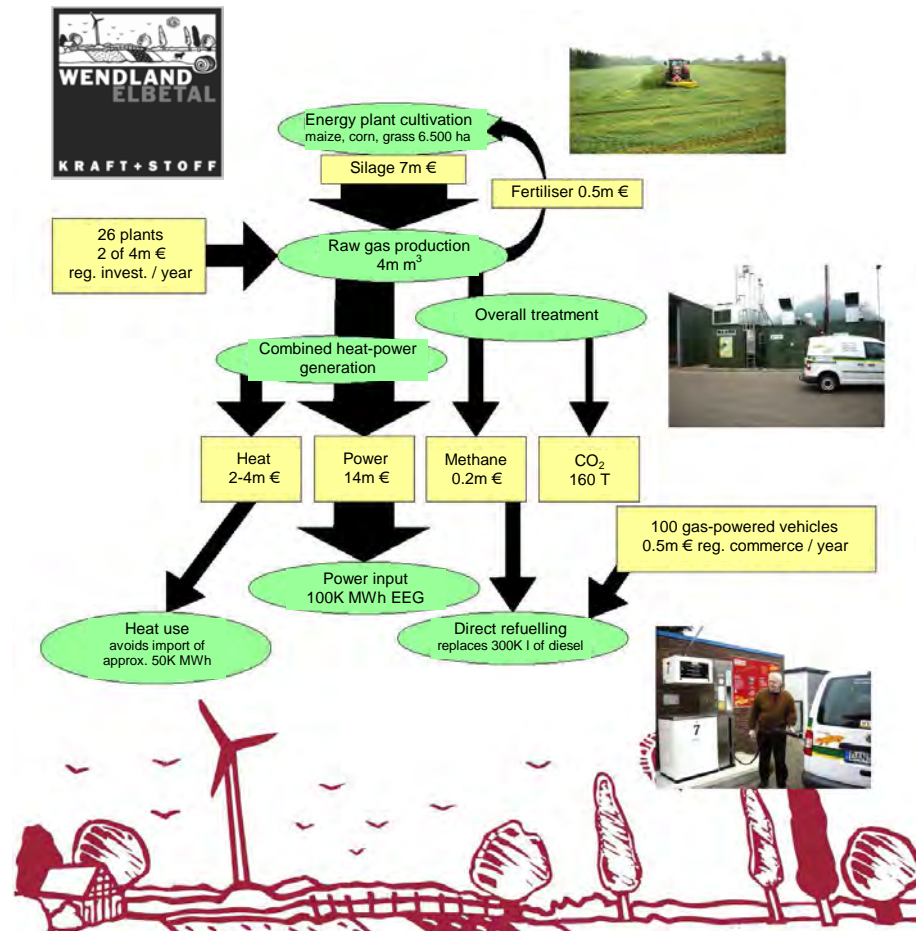 WENDLAND
ELBETAL
KRAFT+STOFF
Energy plant cultivation
maize, corn, grass 6.500 ha
Silage 7m €
Fertiliser 0.5m €
26 plants
2 of 4m €
reg. invest. / year
Raw gas production
4m m³
Overall treatment
Combined heat-power
generation
Heat
2-4m €
Power
14m €
Methane
0.2m €
CO₂
160 T
100 gas-powered vehicles
0.5m € reg. commerce / year
Power input
100K MWh EEG
Heat use
avoids import of
approx. 50K MWh
Direct refuelling
replaces 300K l of diesel
7
DAN